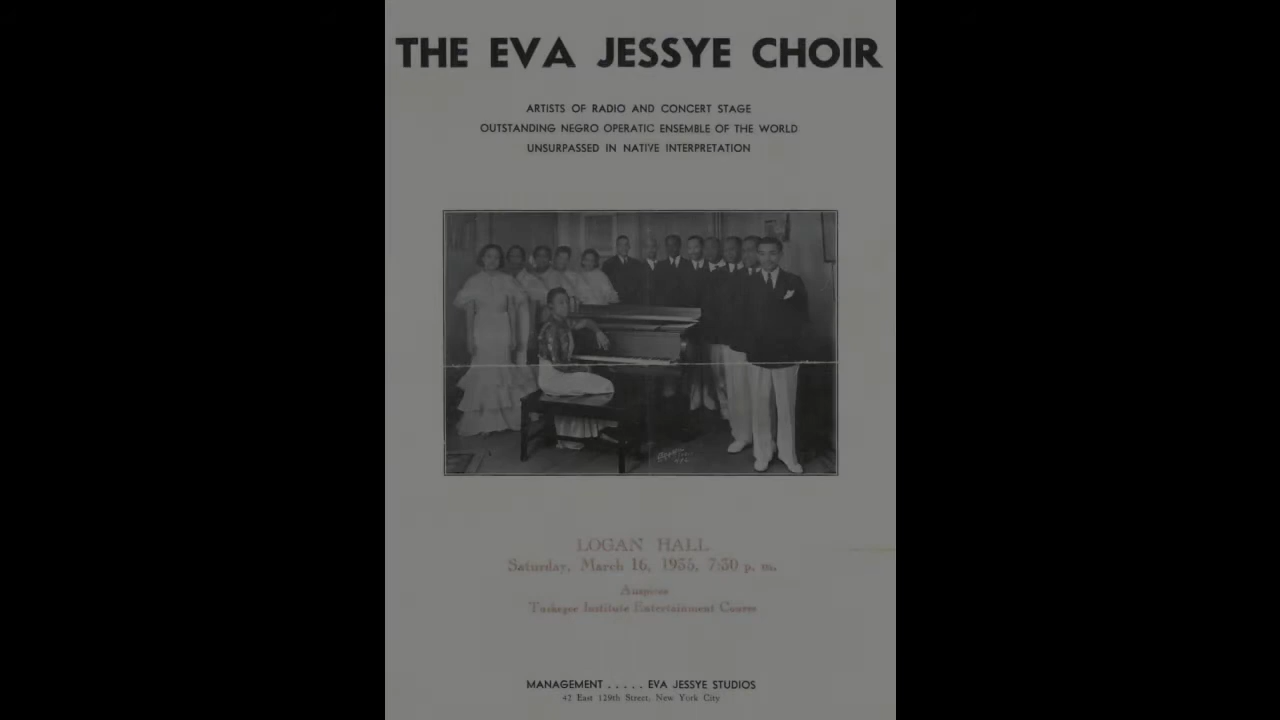 THE EVA JESSYE CHOIR
ARTISTS OF RADIO AND CONCERT STAGE
OUTSTANDING NEGRO OPERATIC ENSEMBLE OF THE WORLD
UNSURPASSED IN NATIVE INTERPRETATION
LOGAN HALL
Saturday, March 16, 1935, 7:30 p. m.
Auspices
Tuskegee Institute Entertainment Course
MANAGEMENT ..... EVA JESSYE STUDIOS
42 East 129th Street, New York City